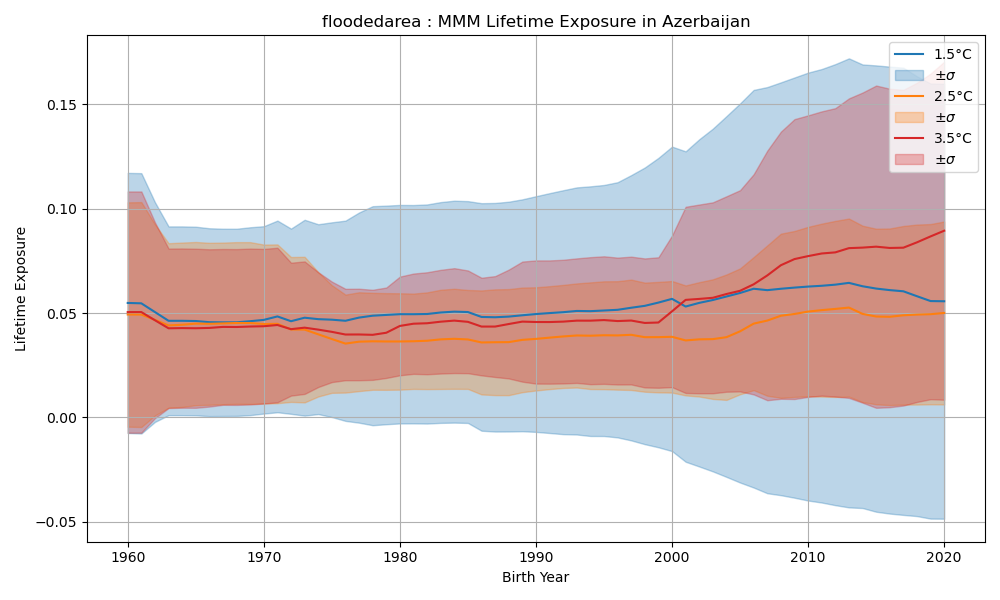 floodedarea : MMM Lifetime Exposure in Azerbaijan
1.5°C
±σ
2.5°C
±σ
3.5°C
±σ
Lifetime Exposure
0.15
0.10
0.05
0.00
−0.05
1960 1970 1980 1990 2000 2010 2020
Birth Year